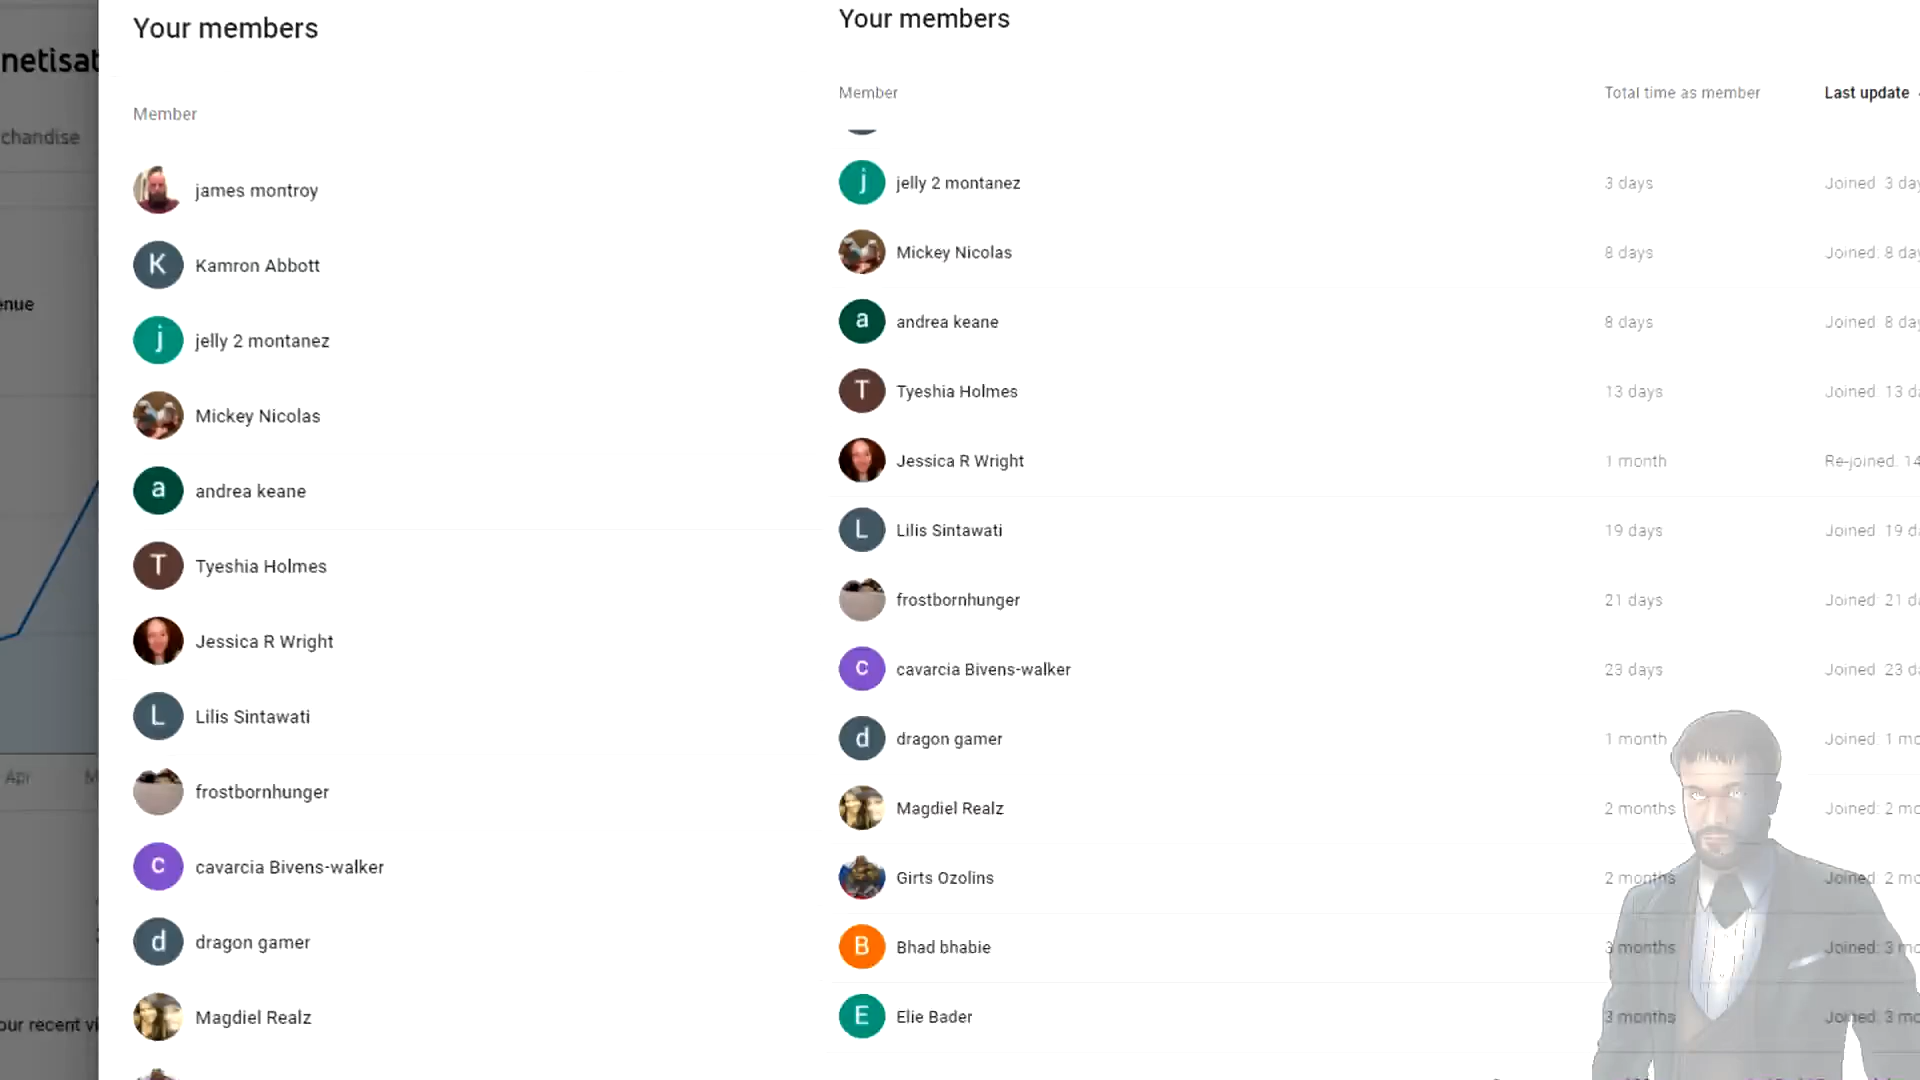 netisat
chandise
enue
Apr
M
our recent vi
Your members
Member
james montroy
K
Kamron Abbott
j
jelly 2 montanez
Mickey Nicolas
a
andrea keane
T
Tyeshia Holmes
Jessica R Wright
L
Lilis Sintawati
frostbornhunger
c
cavarcia Bivens-walker
d
dragon gamer
Magdiel Realz
Your members
Member Total time as member Last update
j jelly 2 montanez 3 days Joined: 3 day
Mickey Nicolas 8 days Joined: 8 day
a andrea keane 8 days Joined: 8 day
T Tyeshia Holmes 13 days Joined: 13 da
Jessica R Wright 1 month Re-joined: 14
L Lilis Sintawati 19 days Joined: 19 da
frostbornhunger 21 days Joined: 21 da
c cavarcia Bivens-walker 23 days Joined: 23 da
d dragon gamer 1 month Joined: 1 mo
Magdiel Realz 2 months Joined: 2 mo
Girts Ozolins 2 months Joined: 2 mo
B Bhad bhabie 3 months Joined: 3 mo
E Elie Bader 3 months Joined: 3 mo